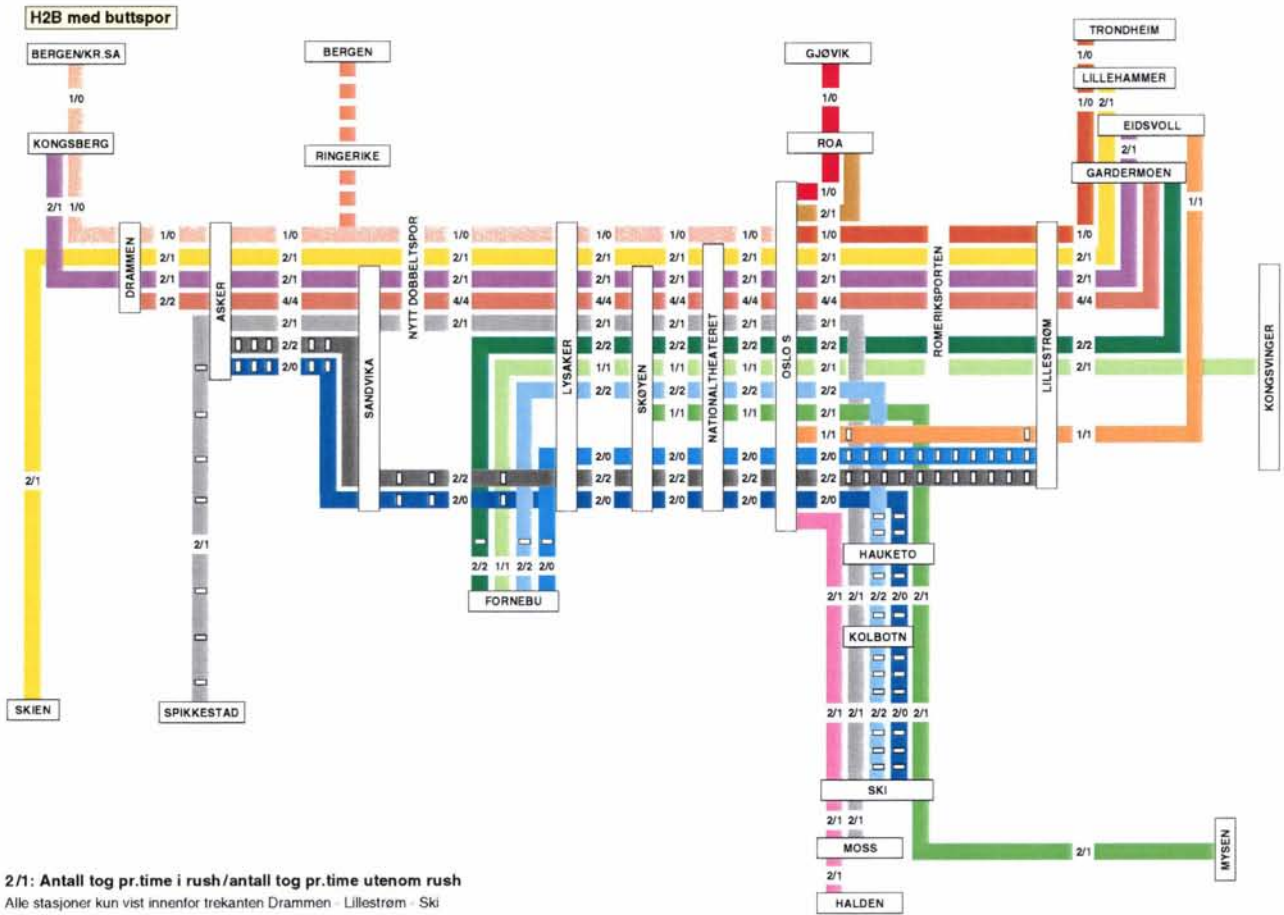 H2B med buttspor
TRONDHEIM
BERGEN/KR.SA
BERGEN
GJØVIK
1/0
LILLEHAMMER
1/0
1/0
1/0 2/1
EIDSVOLL
KONGSBERG
ROA
RINGERIKE
2/1
GARDERMOEN
1/0
2/1 1/0
1/1
2/1
1/0 1/0 1/0 1/0 1/0 1/0 1/0 1/0
2/1 2/1 2/1 2/1 2/1 2/1 2/1 2/1
2/1 2/1 2/1 2/1 2/1 2/1 2/1 2/1
2/2 4/4 4/4 4/4 4/4 4/4 4/4 4/4
2/1 2/1 2/1 2/1 2/1 2/1
2/2 2/2 2/2 2/2 2/2 2/2
2/0 1/1 1/1 1/1 2/1 2/1
2/2 2/2 2/2 2/2
1/1 1/1 2/1
1/1 1/1
2/0 2/0 2/0 2/0
2/2 2/2 2/2 2/2 2/2
2/0 2/0 2/0 2/0 2/0
DRAMMEN
ASKER
SANDVIKA
NYTT DOBBELTSPOR
LYSAKER
SKØYEN
NATIONALTHEATERET
OSLO S
ROMERIKSPORTEN
LILLESTRØM
KONGSVINGER
2/1
2/1
HAUKETO
2/2 1/1 2/2 2/0
FORNEBU
2/1 2/1 2/2 2/0 2/1
KOLBOTN
SKIEN
SPIKKESTAD
2/1 2/1 2/2 2/0 2/1
SKI
2/1 2/1
MOSS
2/1
MYSEN
2/1
HALDEN
2/1: Antall tog pr.time i rush/antall tog pr.time utenom rush
Alle stasjoner kun vist innenfor trekanten Drammen - Lillestrøm - Ski